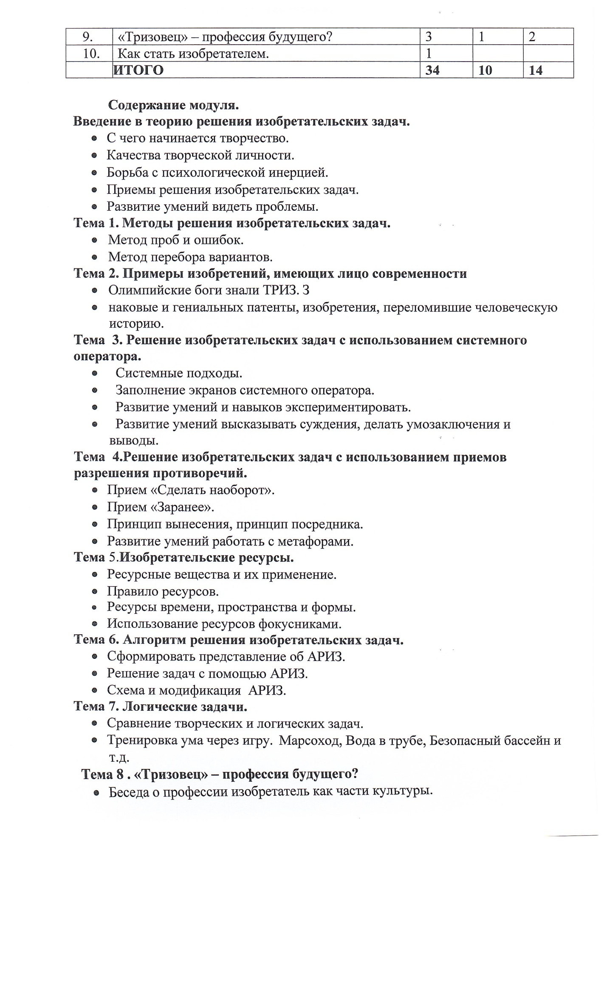 9. «Тризовец» – профессия будущего? 3 1 2
10. Как стать изобретателем. 1
ИТОГО 34 10 14
Содержание модуля.
Введение в теорию решения изобретательских задач.
• С чего начинается творчество.
• Качества творческой личности.
• Борьба с психологической инерцией.
• Приемы решения изобретательских задач.
• Развитие умений видеть проблемы.
Тема 1. Методы решения изобретательских задач.
• Метод проб и ошибок.
• Метод перебора вариантов.
Тема 2. Примеры изобретений, имеющих лицо современности
• Олимпийские боги знали ТРИЗ. З
• наковые и гениальных патенты, изобретения, переломившие человеческую
историю.
Тема 3. Решение изобретательских задач с использованием системного
оператора.
• Системные подходы.
• Заполнение экранов системного оператора.
• Развитие умений и навыков экспериментировать.
• Развитие умений высказывать суждения, делать умозаключения и
выводы.
Тема 4.Решение изобретательских задач с использованием приемов
разрешения противоречий.
• Прием «Сделать наоборот».
• Прием «Заранее».
• Принцип вынесения, принцип посредника.
• Развитие умений работать с метафорами.
Тема 5.Изобретательские ресурсы.
• Ресурсные вещества и их применение.
• Правило ресурсов.
• Ресурсы времени, пространства и формы.
• Использование ресурсов фокусниками.
Тема 6. Алгоритм решения изобретательских задач.
• Сформировать представление об АРИЗ.
• Решение задач с помощью АРИЗ.
• Схема и модификация АРИЗ.
Тема 7. Логические задачи.
• Сравнение творческих и логических задач.
• Тренировка ума через игру. Марсоход, Вода в трубе, Безопасный бассейн и
т.д.
Тема 8 . «Тризовец» – профессия будущего?
• Беседа о профессии изобретатель как части культуры.